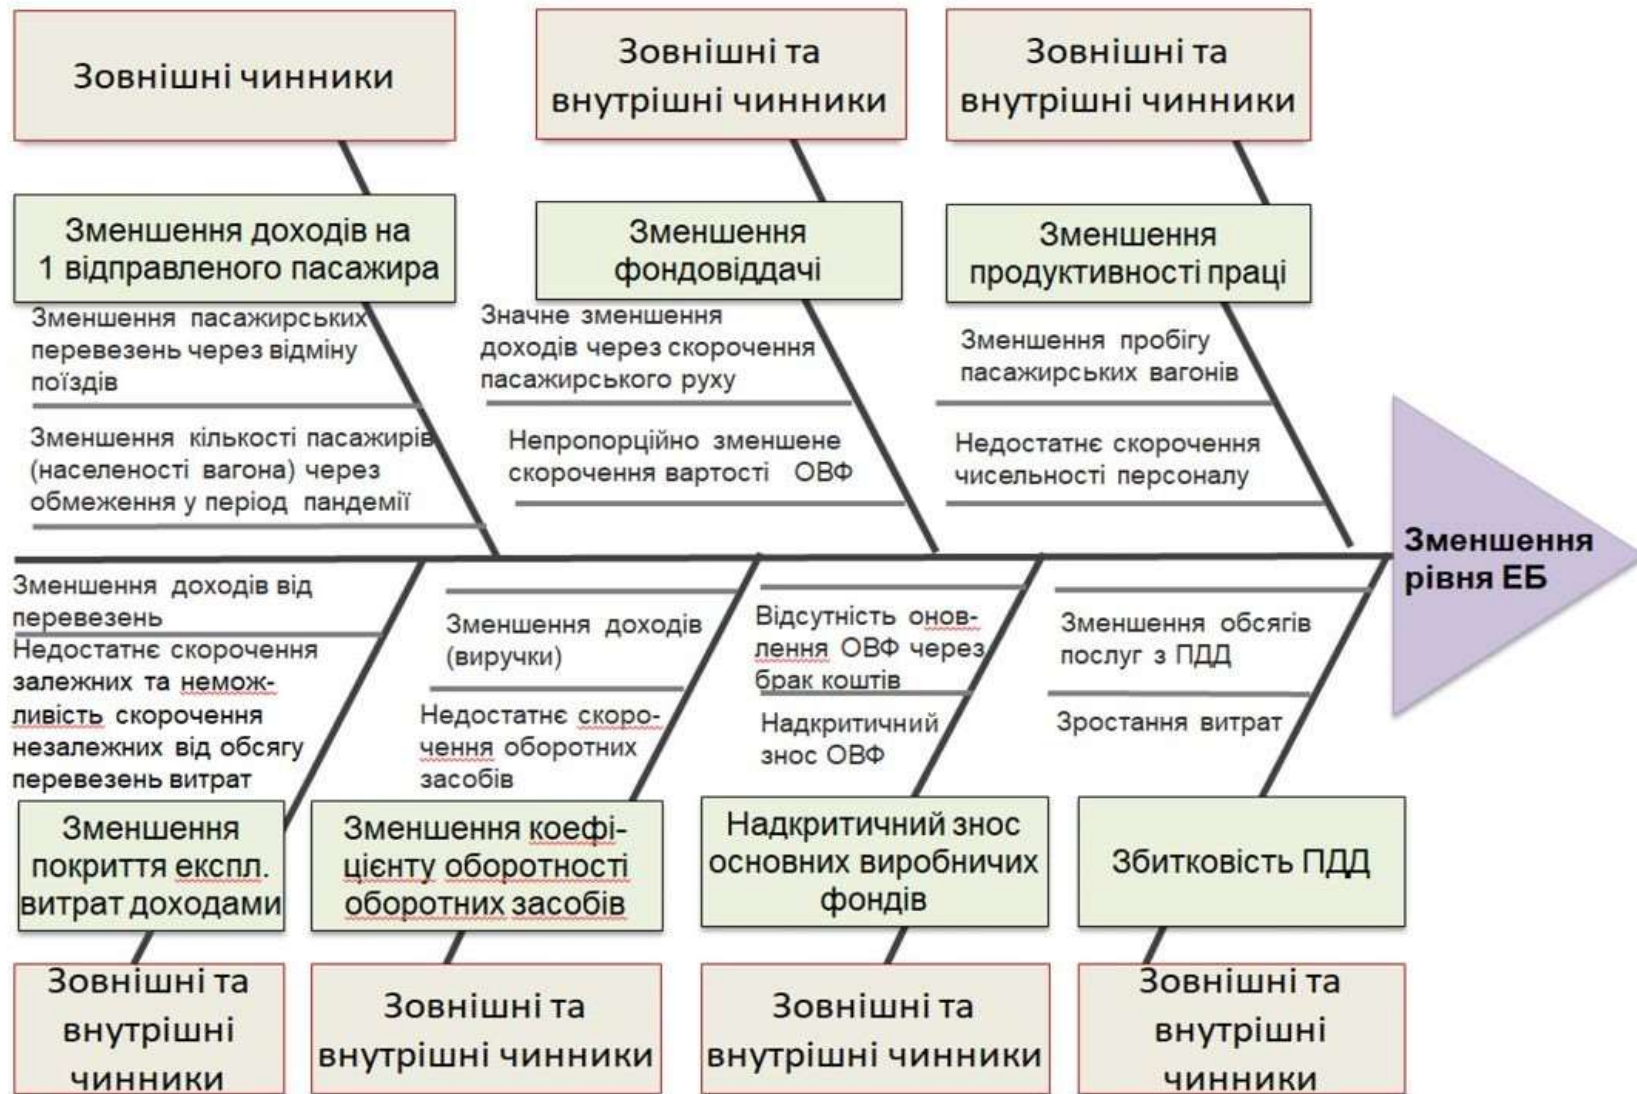 Зовнішні чинники
Зовнішні та
внутрішні чинники
Зовнішні та
внутрішні чинники
Зменшення доходів на
1 відправленого пасажира
Зменшення
фондовіддачі
Зменшення
продуктивності праці
Зменшення пасажирських
перевезень через відміну
поїздів
Значне зменшення
доходів через скорочення
пасажирського руху
Зменшення пробігу
пасажирських вагонів
Зменшення кількості пасажирів
(населеності вагона) через
обмеження у період пандемії
Непропорційно зменшене
скорочення вартості ОВФ
Недостатнє скорочення
чисельності персоналу
Зменшення
рівня ЕБ
Зменшення доходів від
перевезень
Недостатнє скорочення
залежних та немож-
ливість скорочення
незалежних від обсягу
перевезень витрат
Зменшення доходів
(виручки)
Недостатнє скоро-
чення оборотних
засобів
Відсутність онов-
лення ОВФ через
брак коштів
Надкритичний
знос ОВФ
Зменшення обсягів
послуг з ПДД
Зростання витрат
Зменшення
покриття експл.
витрат доходами
Зменшення коефі-
цієнту оборотності
оборотних засобів
Надкритичний знос
основних виробничих
фондів
Збитковість ПДД
Зовнішні та
внутрішні
чинники
Зовнішні та
внутрішні чинники
Зовнішні та
внутрішні чинники
Зовнішні та
внутрішні
чинники